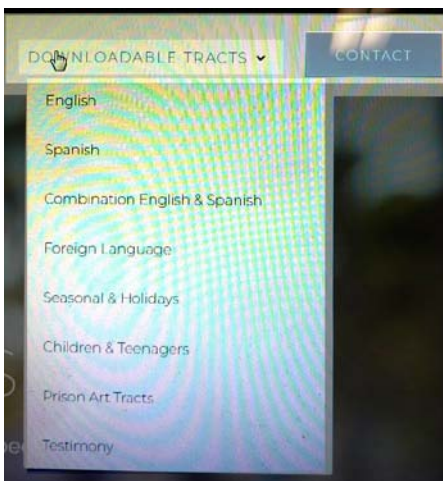 DOWNLOADABLE TRACTS
CONTACT
English
Spanish
Combination English & Spanish
Foreign Language
Seasonal & Holidays
Children & Teenagers
Prison Art Tracts
Testimony